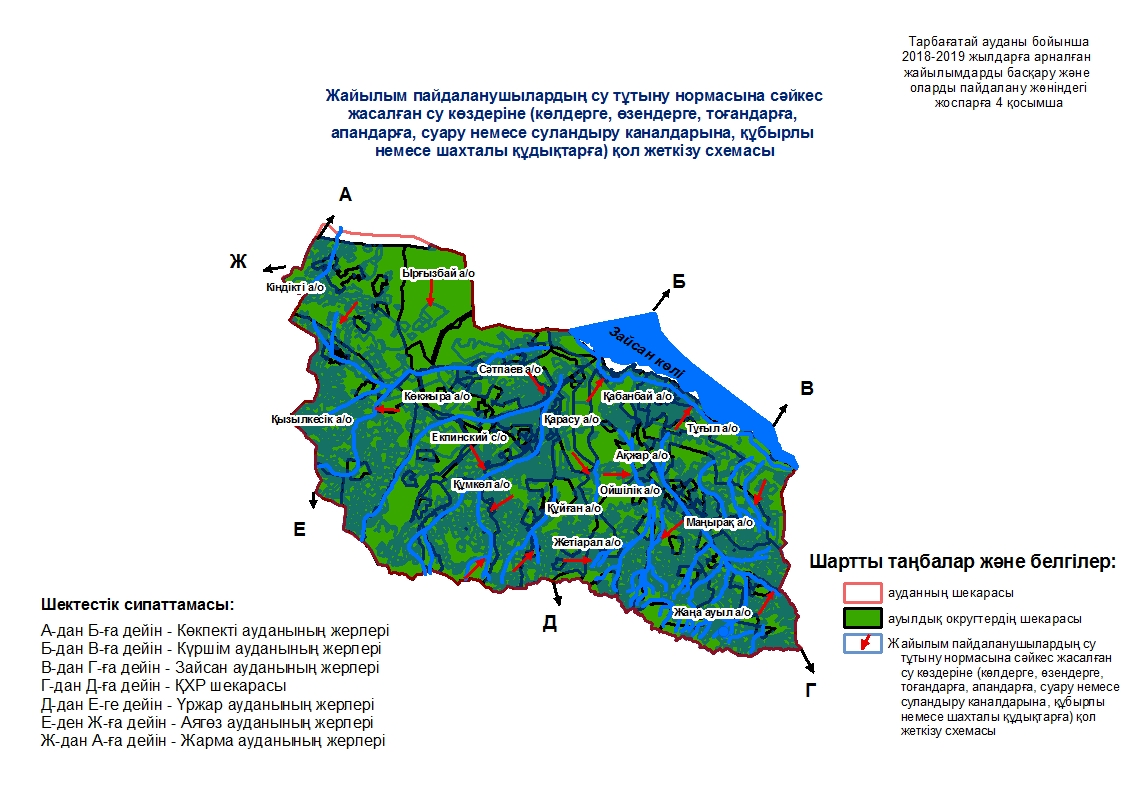 Тарбағатай ауданы бойынша
2018-2019 жылдарға арналған
жайылымдарды басқару және
оларды пайдалану жөніндегі
жоспарға 4 қосымша
Жайылым пайдаланушылардың су тұтыну нормасына сәйкес
жасалған су көздеріне (көлдерге, өзендерге, тоғандарға,
апандарға, суару немесе суландыру каналдарына, құбырлы
немесе шахталы құдықтарға) қол жеткізу схемасы
А
Ж
Б
В
Кіндікті а/о
Ырғызбай а/о
Зайсан көлі
Сәтпаев а/о
Көкжыра а/о
Қабанбай а/о
Қызылкесік а/о
Қарасу а/о
Тұғыл а/о
Екпинский с/о
Ақжар а/о
Құмкөл а/о
Ойшілік а/о
Құйған а/о
Маңырақ а/о
Жетіарал а/о
Жаңа ауыл а/о
Е
Д
Г
Шартты таңбалар және белгілер:
ауданның шекарасы
ауылдық округтердің шекарасы
Жайылым пайдаланушылардың су
тұтыну нормасына сәйкес жасалған
су көздеріне (көлдерге, өзендерге,
тоғандарға, апандарға, суару немесе
суландыру каналдарына, құбырлы
немесе шахталы құдықтарға) қол
жеткізу схемасы
Шектестік сипаттамасы:
А-дан Б-ға дейін - Көкпекті ауданының жерлері
Б-дан В-ға дейін - Күршім ауданының жерлері
В-дан Г-ға дейін - Зайсан ауданының жерлері
Г-дан Д-ға дейін - ҚХР шекарасы
Д-дан Е-ге дейін - Үржар ауданының жерлері
Е-ден Ж-ға дейін - Аягөз ауданының жерлері
Ж-дан А-ға дейін - Жарма ауданының жерлері